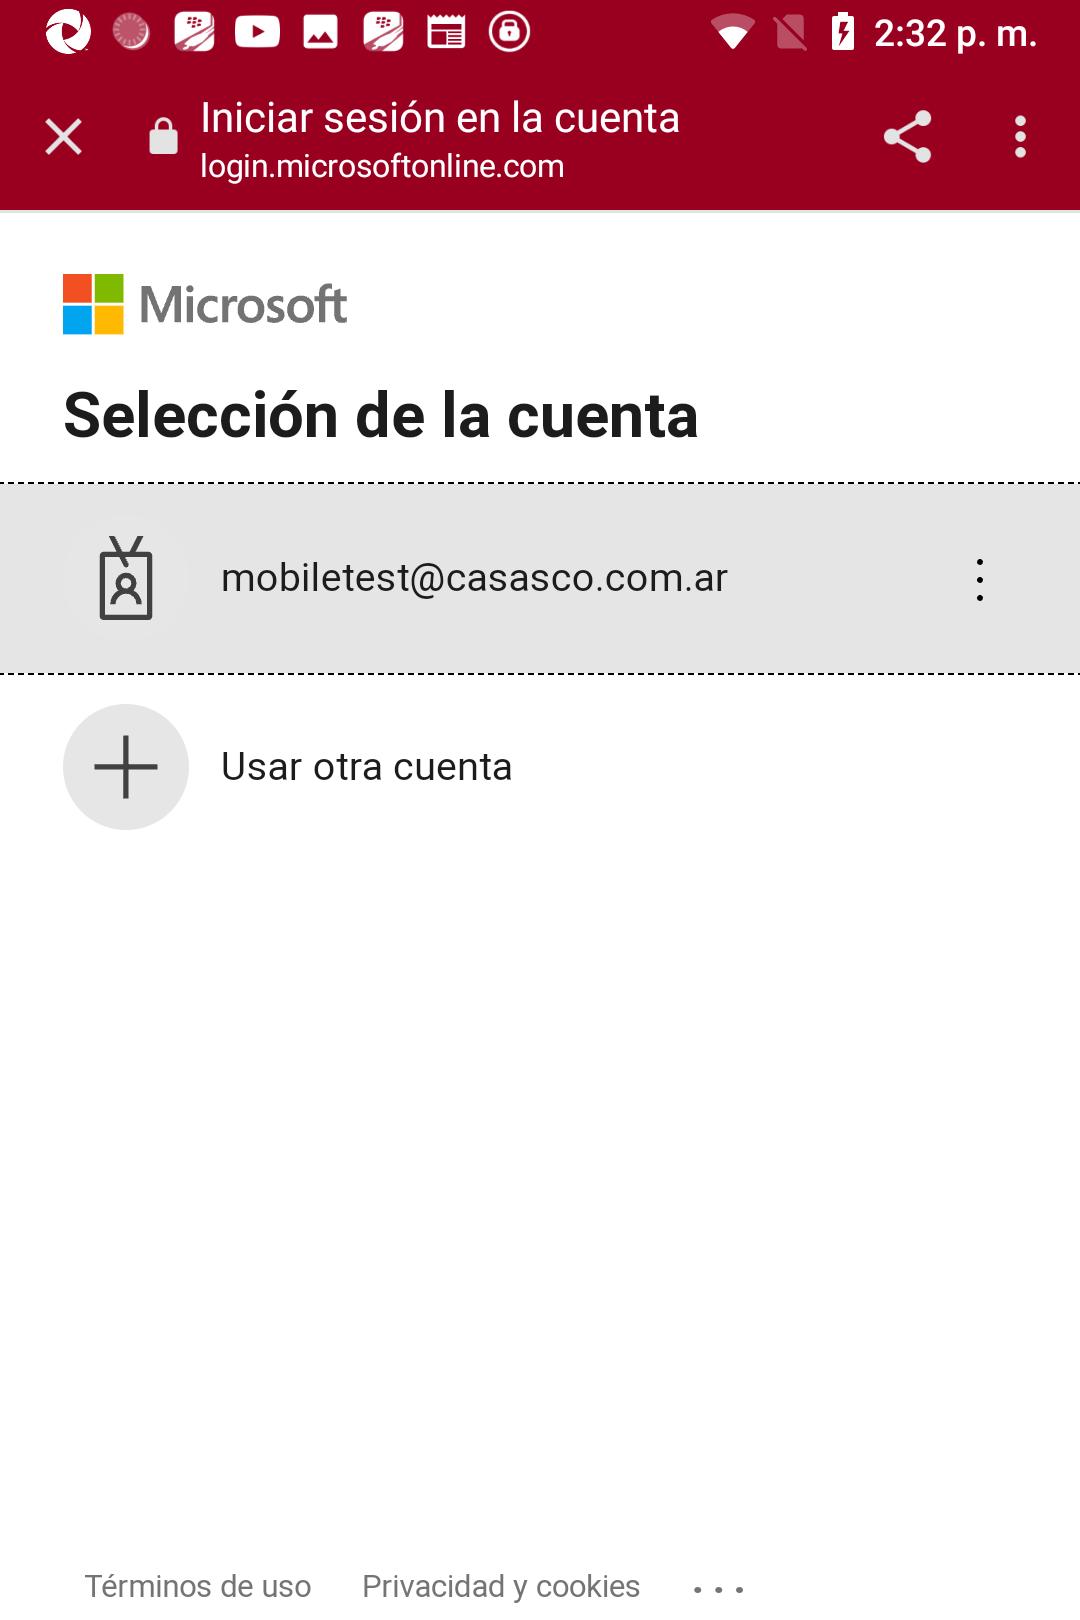 2:32 p. m.
Iniciar sesión en la cuenta
login.microsoftonline.com
Microsoft
Selección de la cuenta
mobiletest@casasco.com.ar
Usar otra cuenta
Términos de uso Privacidad y cookies ...